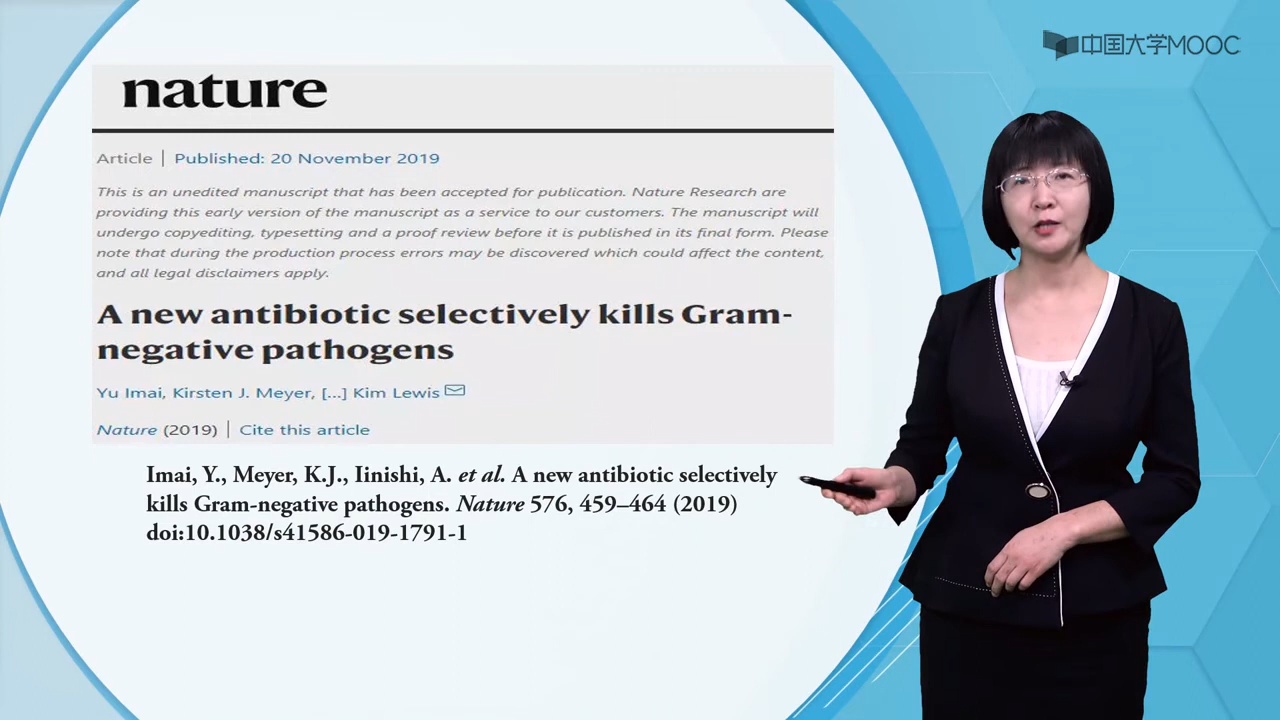 中国大学MOOC
nature
Article | Published: 20 November 2019
This is an unedited manuscript that has been accepted for publication. Nature Research are
providing this early version of the manuscript as a service to our customers. The manuscript will
undergo copyediting, typesetting and a proof review before it is published in its final form. Please
note that during the production process errors may be discovered which could affect the content,
and all legal disclaimers apply.
A new antibiotic selectively kills Gram-
negative pathogens
Yu Imai, Kirsten J. Meyer, [...] Kim Lewis
Nature (2019) | Cite this article
Imai, Y., Meyer, K.J., Iinishi, A. et al. A new antibiotic selectively
kills Gram-negative pathogens. Nature 576, 459–464 (2019)
doi:10.1038/s41586-019-1791-1